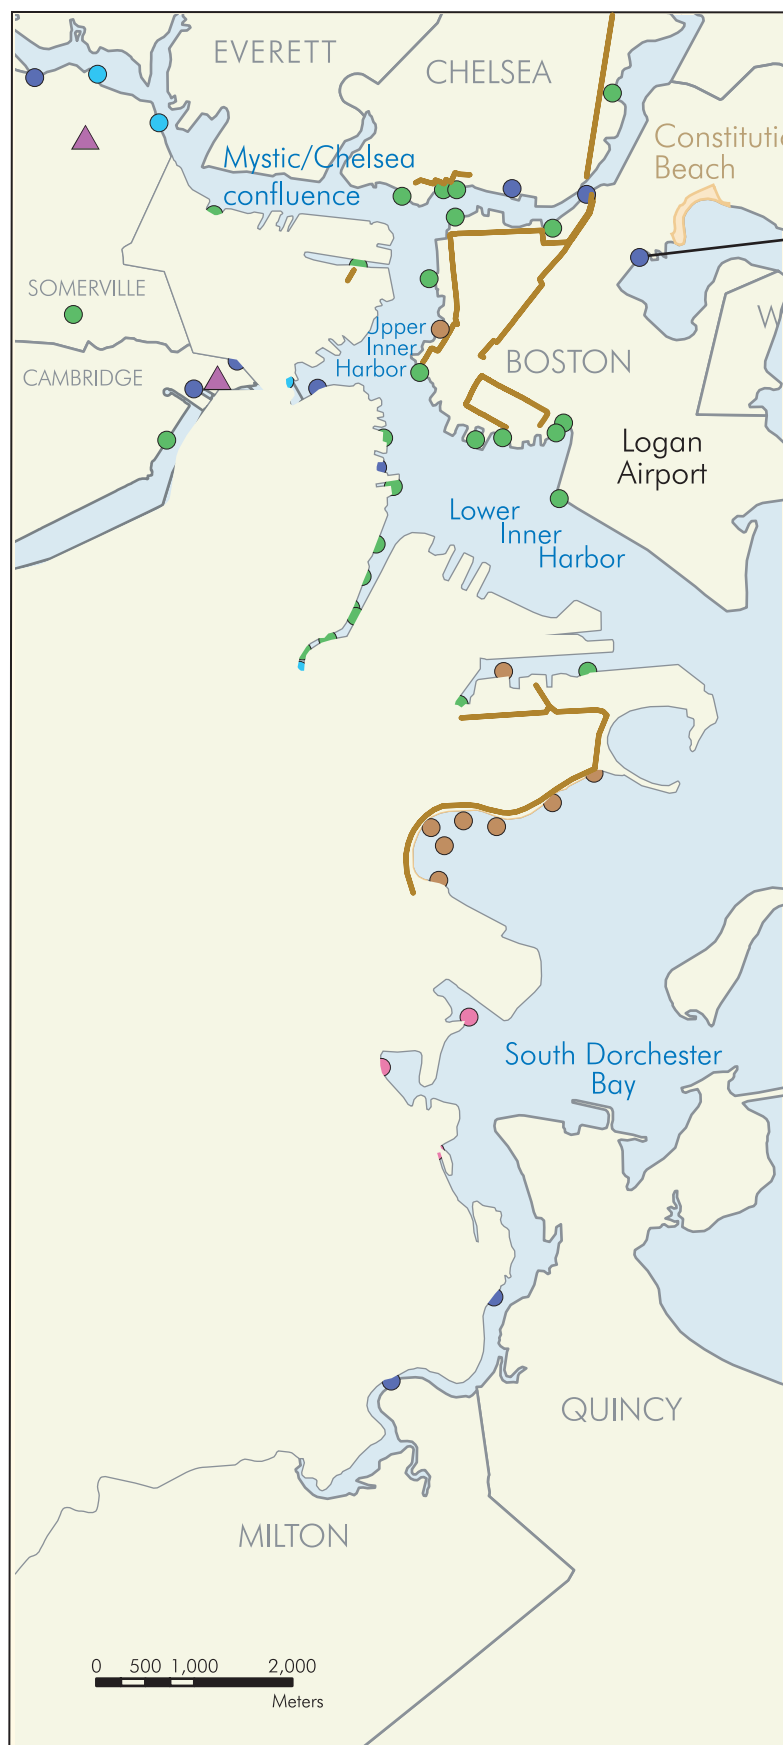 EVERETT
CHELSEA
Mystic/Chelsea
confluence
Constitutio
Beach
SOMERVILLE
W
Upper
Inner
Harbor
BOSTON
CAMBRIDGE
Logan
Airport
Lower
Inner
Harbor
South Dorchester
Bay
QUINCY
MILTON
0 500 1,000 2,000
Meters